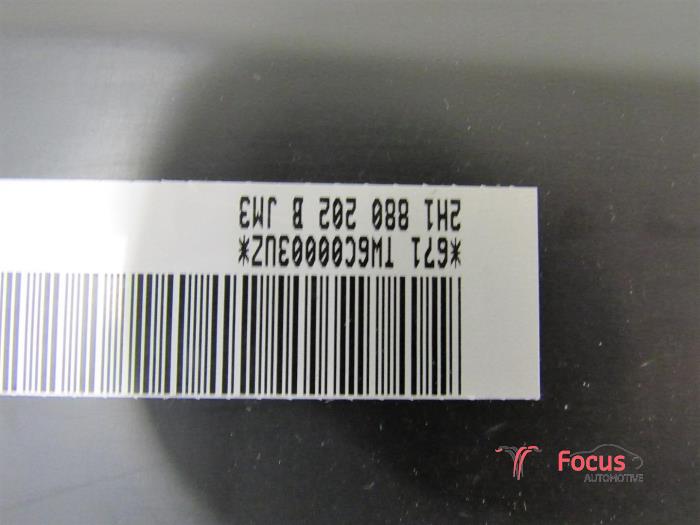 *671 TW6C00003UZ*
2H1 880 202 B JM3
Focus
AUTOMOTIVE